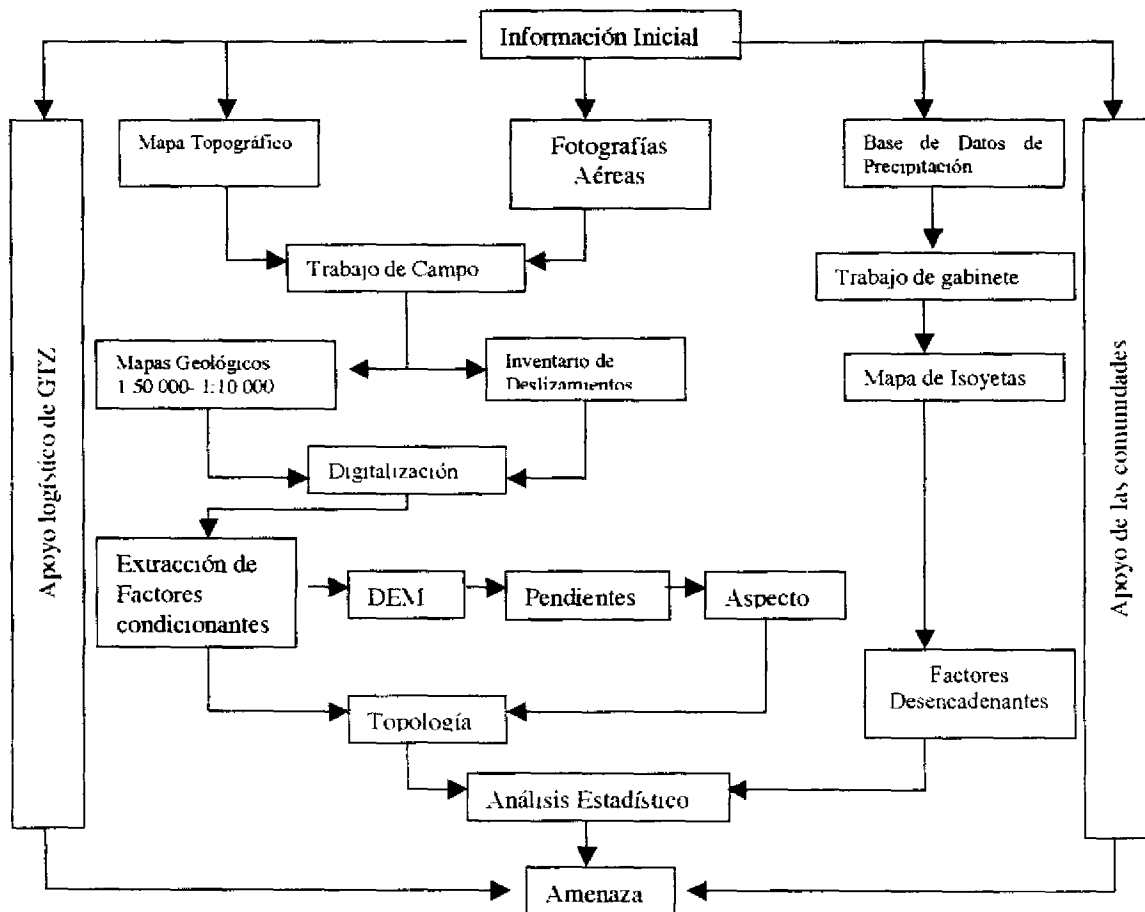 Información Inicial
Mapa Topográfico
Fotografías
Aéreas
Base de Datos de
Precipitación
Trabajo de Campo
Trabajo de gabinete
Mapas Geológicos
1 50 000- 1:10 000
Inventario de
Deslizamientos
Mapa de Isoyetas
Digitalización
Extracción de
Factores
condicionantes
DEM
Pendientes
Aspecto
Factores
Desencadenantes
Topología
Análisis Estadístico
Amenaza
Apoyo logístico de GTZ
Apoyo de las comunidades